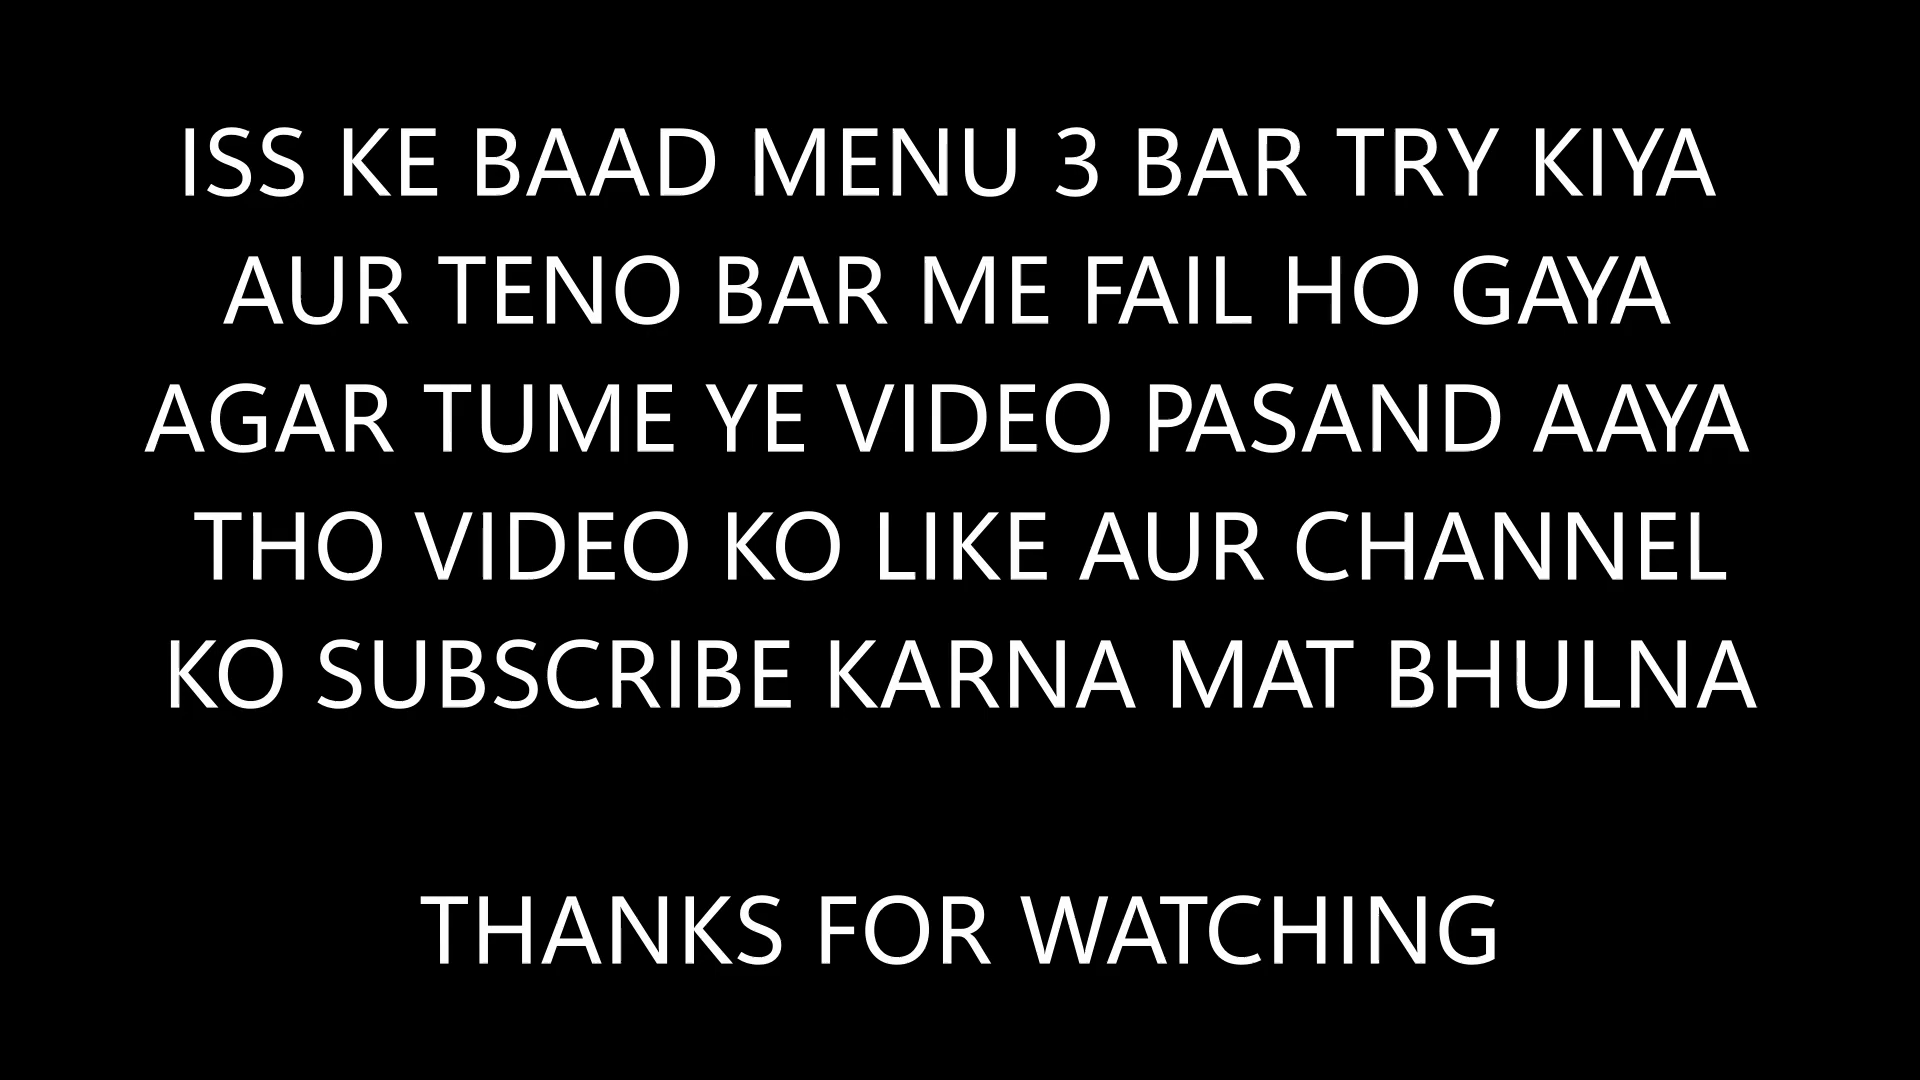 ISS KE BAAD MENU 3 BAR TRY KIYA
AUR TENO BAR ME FAIL HO GAYA
AGAR TUME YE VIDEO PASAND AAYA
THO VIDEO KO LIKE AUR CHANNEL
KO SUBSCRIBE KARNA MAT BHULNA
THANKS FOR WATCHING